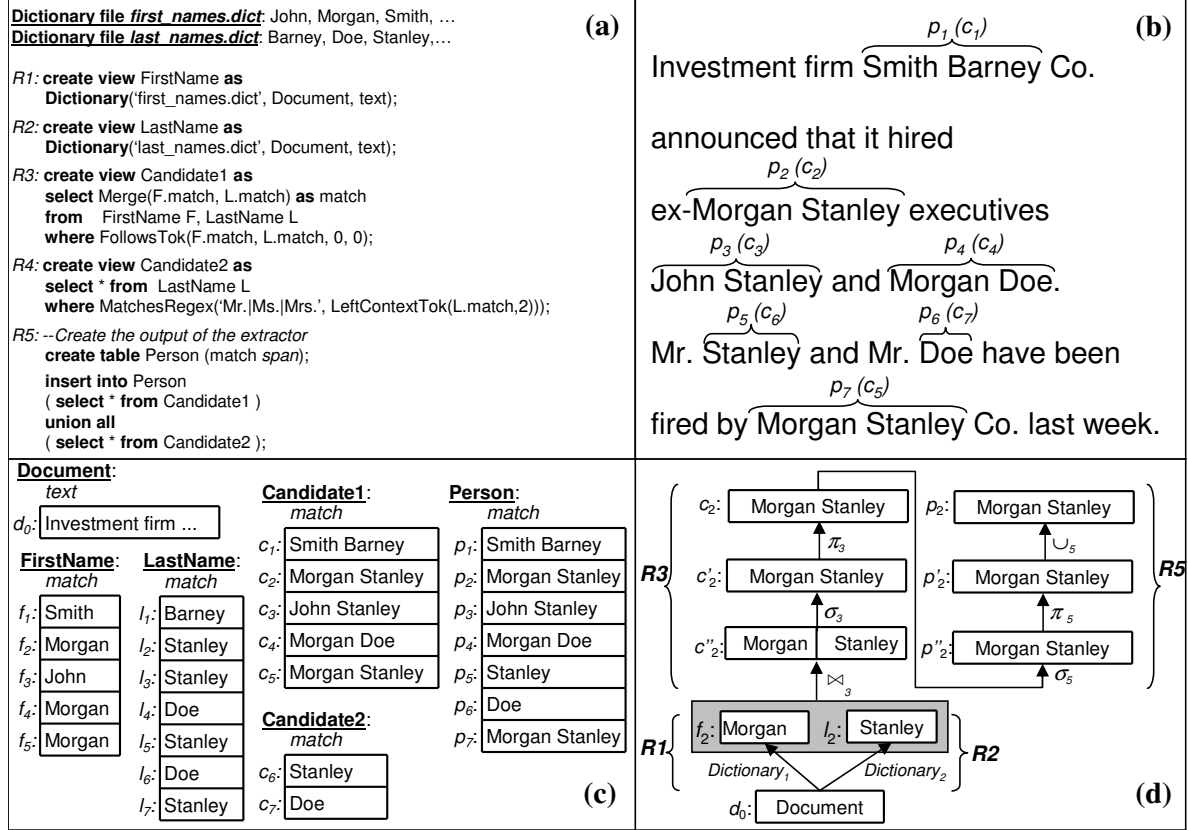 Dictionary file first_names.dict: John, Morgan, Smith, …
Dictionary file last_names.dict: Barney, Doe, Stanley,…
(a)
R1: create view FirstName as
Dictionary(‘first_names.dict’, Document, text);
R2: create view LastName as
Dictionary(‘last_names.dict’, Document, text);
R3: create view Candidate1 as
select Merge(F.match, L.match) as match
from FirstName F, LastName L
where FollowsTok(F.match, L.match, 0, 0);
R4: create view Candidate2 as
select * from LastName L
where MatchesRegex(‘Mr.|Ms.|Mrs.’, LeftContextTok(L.match,2)));
R5: --Create the output of the extractor
create table Person (match span);
insert into Person
( select * from Candidate1 )
union all
( select * from Candidate2 );
(b)
p1 (c1)
Investment firm Smith Barney Co.
announced that it hired
p2 (c2)
ex-Morgan Stanley executives
p3 (c3) p4 (c4)
John Stanley and Morgan Doe.
p5 (c6) p6 (c7)
Mr. Stanley and Mr. Doe have been
p7 (c5)
fired by Morgan Stanley Co. last week.
Document:
text
d0: Investment firm ...
FirstName:
match
f1: Smith
f2: Morgan
f3: John
f4: Morgan
f5: Morgan
LastName:
match
l1: Barney
l2: Stanley
l3: Stanley
l4: Doe
l5: Stanley
l6: Doe
l7: Stanley
Candidate1:
match
c1: Smith Barney
c2: Morgan Stanley
c3: John Stanley
c4: Morgan Doe
c5: Morgan Stanley
Candidate2:
match
c6: Stanley
c7: Doe
Person:
match
p1: Smith Barney
p2: Morgan Stanley
p3: John Stanley
p4: Morgan Doe
p5: Stanley
p6: Doe
p7: Morgan Stanley
(c)
c2: Morgan Stanley
π3
R3
c'2: Morgan Stanley
σ3
c''2: Morgan Stanley
⋈3
p2: Morgan Stanley
∪5
p'2: Morgan Stanley
R5
π5
p''2: Morgan Stanley
σ5
R1
f2: Morgan l2: Stanley
R2
Dictionary1 Dictionary2
d0: Document
(d)